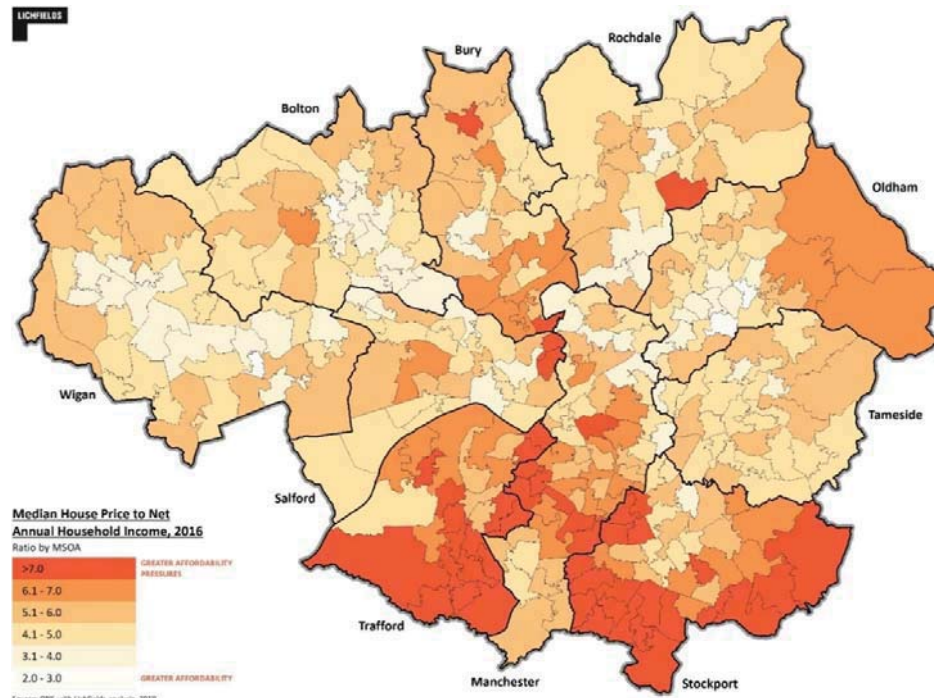 LICHFIELDS
Rochdale
Bury
Bolton
Oldham
Wigan
Tameside
Salford
Trafford
Manchester
Stockport
Median House Price to Net
Annual Household Income, 2016
Ratio by MSOA
>7.0
GREATER AFFORDABILITY
PRESSURES
6.1 - 7.0
5.1 - 6.0
4.1 - 5.0
3.1 - 4.0
2.0 - 3.0
GREATER AFFORDABILITY